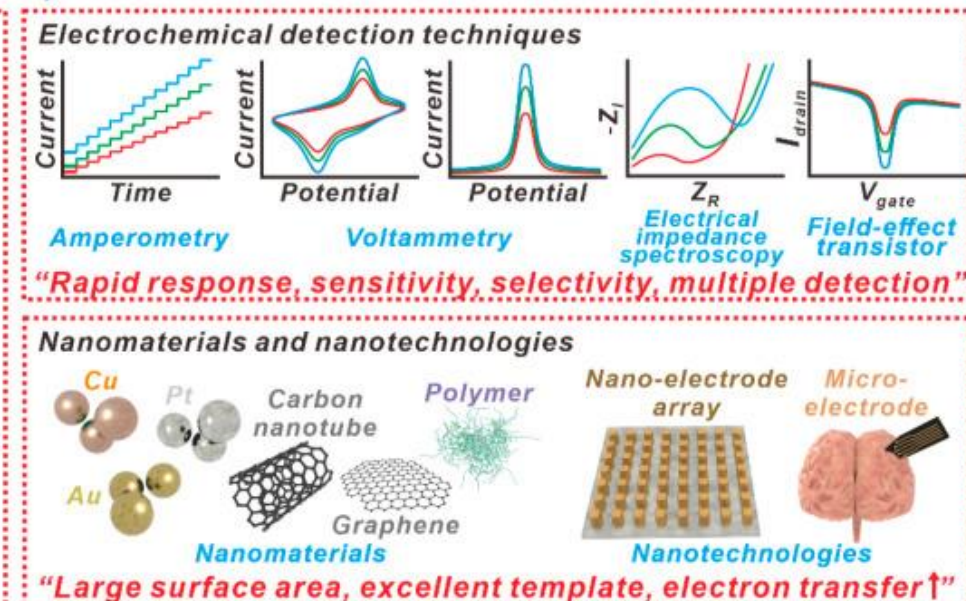 Electrochemical detection techniques
Current
Time
Amperometry
Current
Potential
Current
Potential
Voltammetry
-Z_I
Z_R
Electrical
impedance
spectroscopy
I_drain
V_gate
Field-effect
transistor
“Rapid response, sensitivity, selectivity, multiple detection”
Nanomaterials and nanotechnologies
Cu
Pt
Au
Carbon
nanotube
Graphene
Polymer
Nanomaterials
Nano-electrode
array
Micro-
electrode
Nanotechnologies
“Large surface area, excellent template, electron transfer↑”